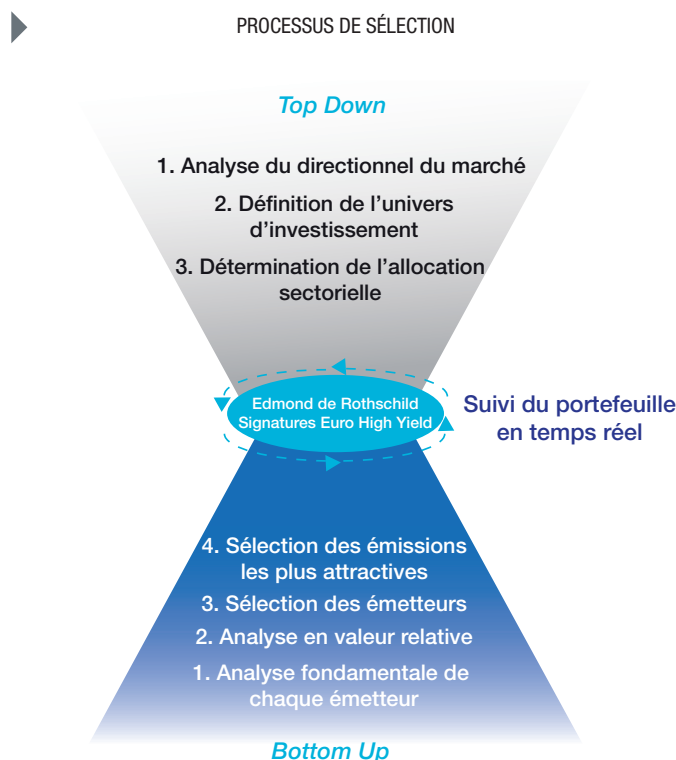 PROCESSUS DE SÉLECTION
Top Down
1. Analyse du directionnel du marché
2. Définition de l’univers
d’investissement
3. Détermination de l’allocation
sectorielle
Edmond de Rothschild
Signatures Euro High Yield
Suivi du portefeuille
en temps réel
4. Sélection des émissions
les plus attractives
3. Sélection des émetteurs
2. Analyse en valeur relative
1. Analyse fondamentale de
chaque émetteur
Bottom Up